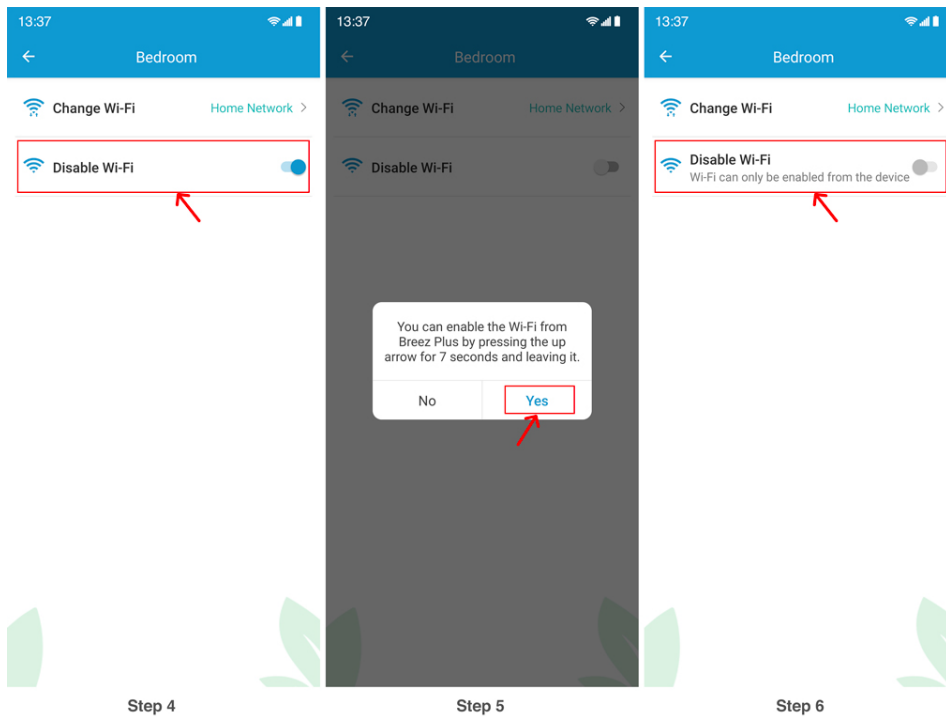 13:37
Bedroom
Change Wi-Fi
Home Network
Disable Wi-Fi
Step 4
13:37
Bedroom
Change Wi-Fi
Home Network
Disable Wi-Fi
You can enable the Wi-Fi from
Breez Plus by pressing the up
arrow for 7 seconds and leaving it.
No
Yes
Step 5
13:37
Bedroom
Change Wi-Fi
Home Network
Disable Wi-Fi
Wi-Fi can only be enabled from the device
Step 6